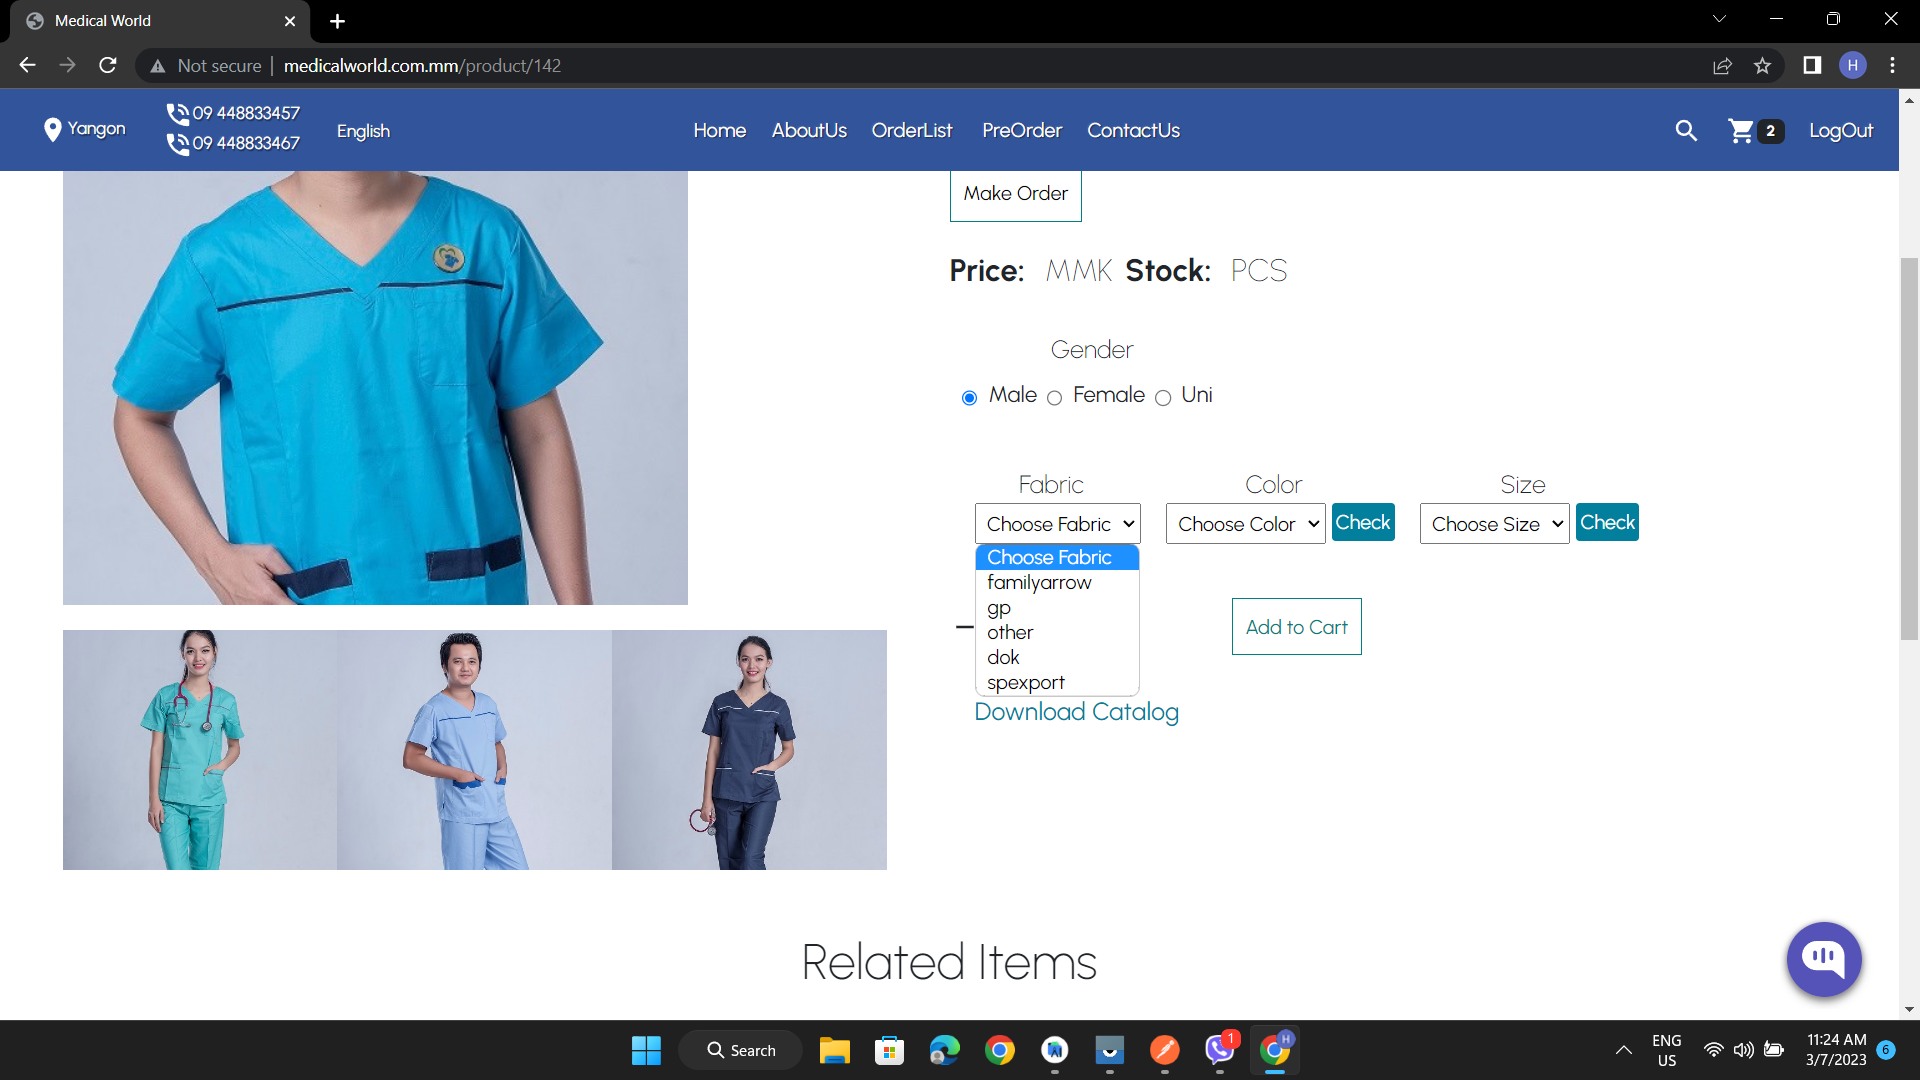 Medical World
Not secure
medicalworld.com.mm/product/142
H
Yangon
09 448833457
09 448833467
English
Home
AboutUs
OrderList
PreOrder
ContactUs
2
LogOut
Make Order
Price: MMK Stock: PCS
Gender
Male Female Uni
Fabric Color Size
Choose Fabric Choose Color Check Choose Size Check
Choose Fabric
familyarrow
gp
other
dok
spexport
Add to Cart
Download Catalog
Related Items
Search
1
H
ENG
US
11:24 AM
3/7/2023
6